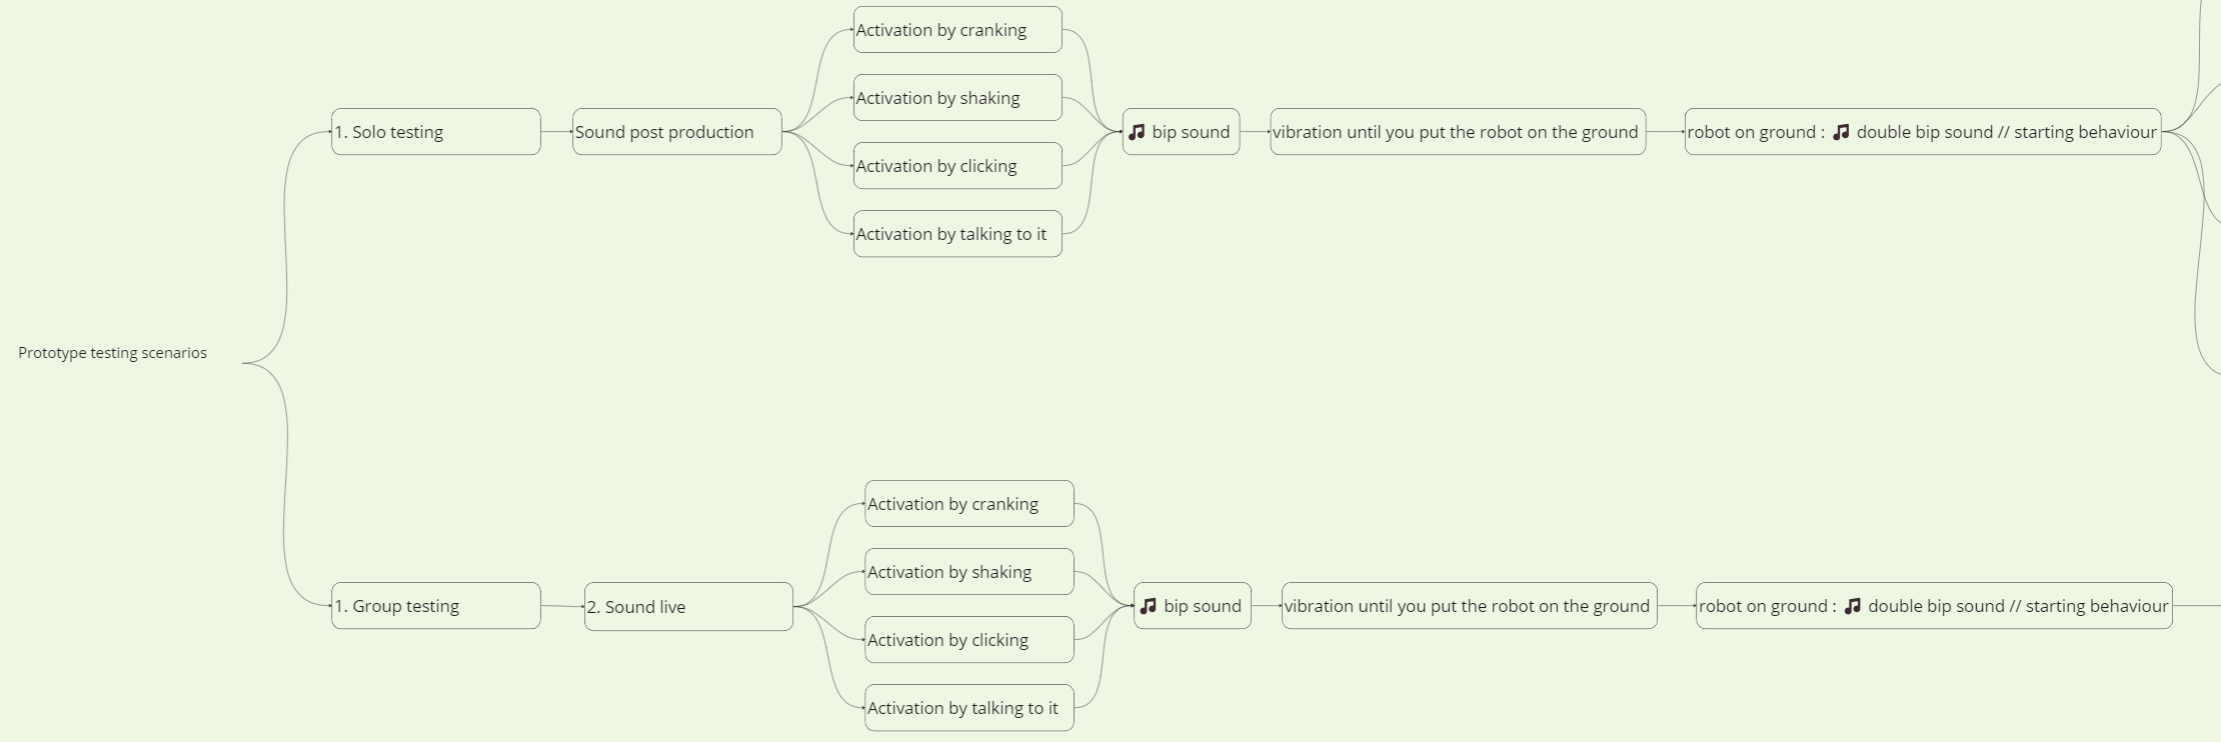 Activation by cranking
Activation by shaking
1. Solo testing
Sound post production
🎵 bip sound
vibration until you put the robot on the ground
robot on ground : 🎵 double bip sound // starting behaviour
Activation by clicking
Activation by talking to it
Prototype testing scenarios
Activation by cranking
Activation by shaking
1. Group testing
2. Sound live
🎵 bip sound
vibration until you put the robot on the ground
robot on ground : 🎵 double bip sound // starting behaviour
Activation by clicking
Activation by talking to it